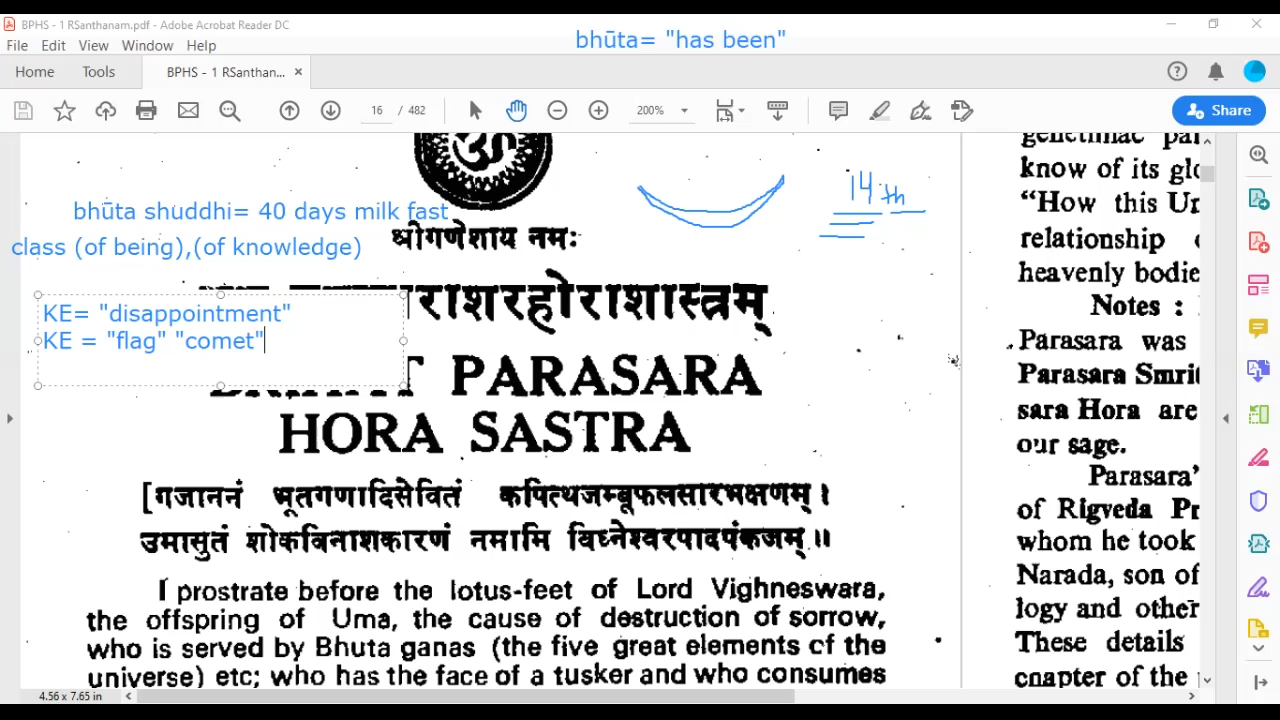 BPHS - 1 RSanthanam.pdf - Adobe Acrobat Reader DC
File Edit View Window Help
bhūta= "has been"
Home Tools BPHS - 1 RSanthan... ×
16 / 482 200% Share
14th
bhūta shuddhi= 40 days milk fast
class (of being),(of knowledge)
श्रीगणेशाय नमः
KE= "disappointment"
KE = "flag" "comet"
राशरहोराशास्त्रम्
PARASARA
HORA SASTRA
[गजाननं भूतगणादिसेवितं कपित्थजम्बूफलसारभक्षणम् ।
उमासुतं शोकविनाशकारणं नमामि विघ्नेश्वरपादपंकजम् ॥
I prostrate before the lotus-feet of Lord Vighneswara,
the offspring of Uma, the cause of destruction of sorrow,
who is served by Bhuta ganas (the five great elements of the
universe) etc; who has the face of a tusker and who consumes
know of its glo
"How this Un
relationship
heavenly bodie
Notes :
Parasara was
Parasara Smrit
sara Hora are
our sage.
Parasara'
of Rigveda Pr
whom he took
Narada, son of
logy and other
These details
chapter of the
4.56 x 7.65 in